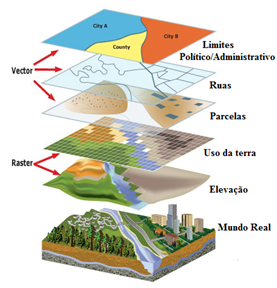 City A
City B
County
Limites
Político/Administrativo
Vector
Ruas
Parcelas
Uso da terra
Raster
Elevação
Mundo Real